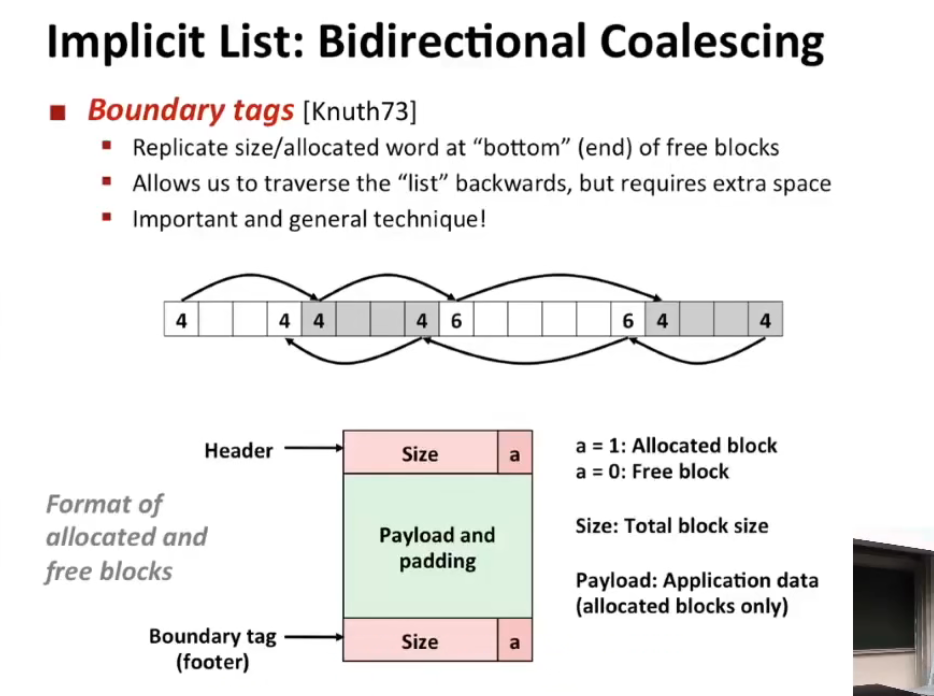 Implicit List: Bidirectional Coalescing
Boundary tags [Knuth73]
Replicate size/allocated word at “bottom” (end) of free blocks
Allows us to traverse the “list” backwards, but requires extra space
Important and general technique!
4 4 4 4 6 6 4 4
Header
Size a
a = 1: Allocated block
a = 0: Free block
Format of
allocated and
free blocks
Payload and
padding
Size: Total block size
Payload: Application data
(allocated blocks only)
Boundary tag
(footer)
Size a